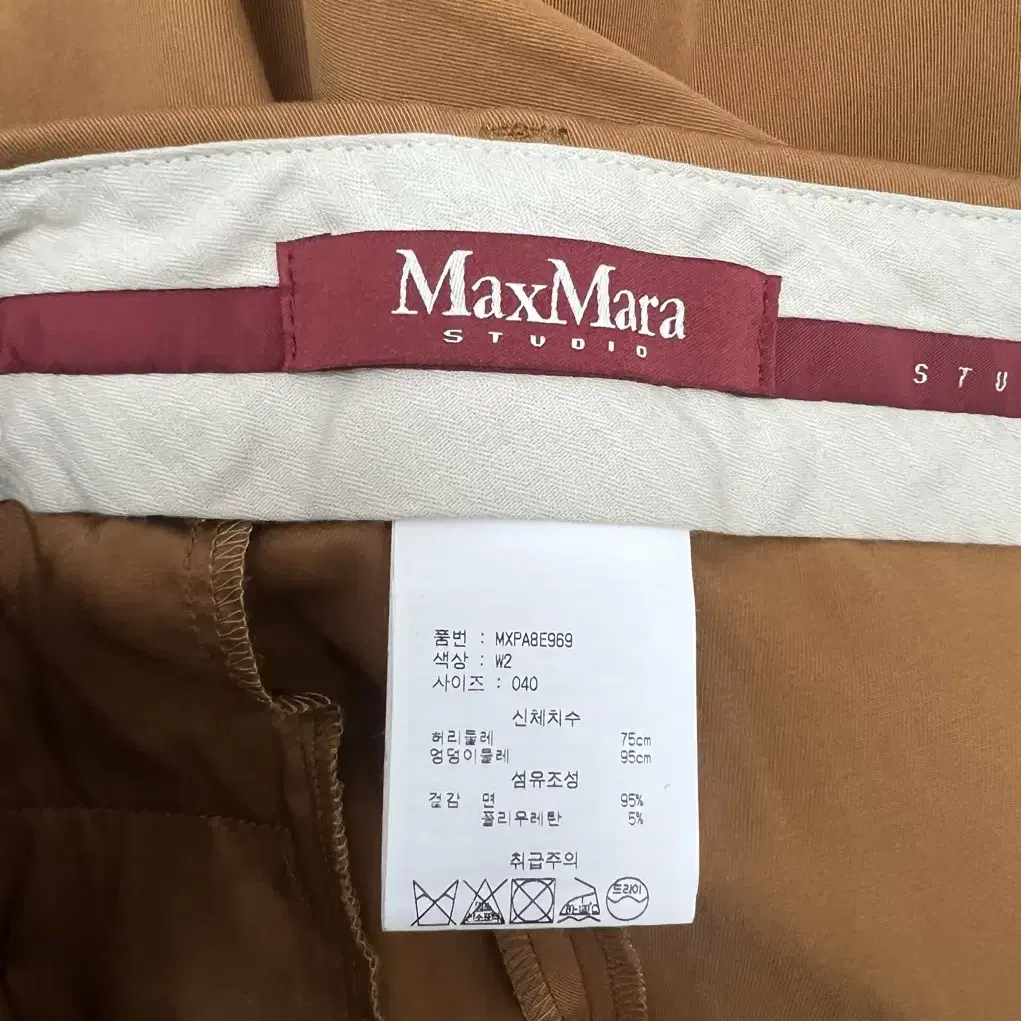 MaxMara
STUDIO
STU
품번 : MXPA8E969
색상 : W2
사이즈 : 040
신체치수
허리둘레 75cm
엉덩이둘레 95cm
섬유조성
겉감 면 95%
폴리우레탄 5%
취급주의
드라이